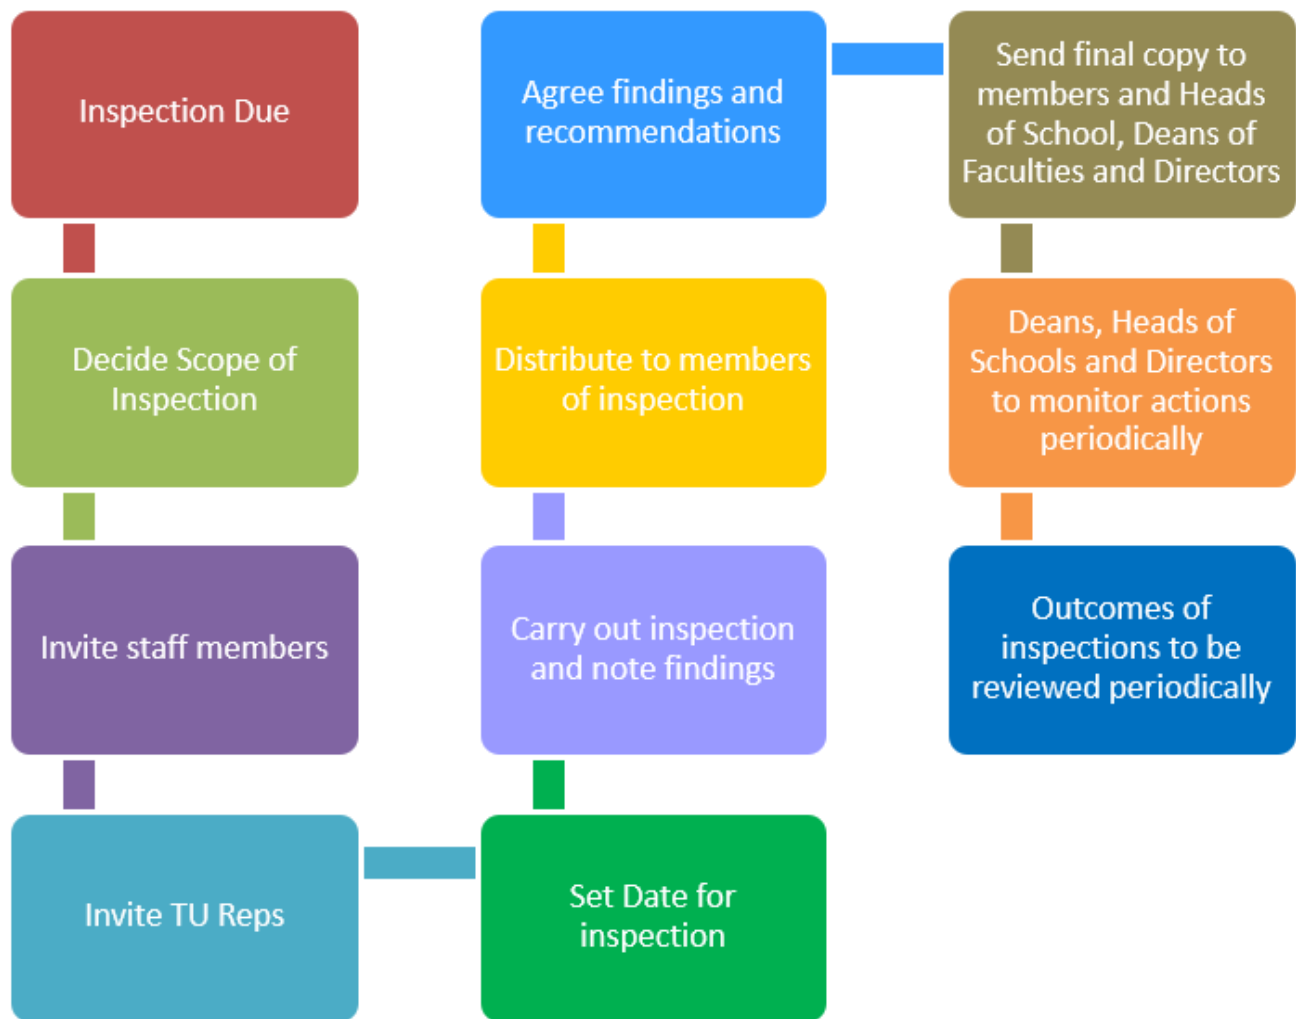 Inspection Due
Decide Scope of
Inspection
Invite staff members
Invite TU Reps
Set Date for
inspection
Carry out inspection
and note findings
Distribute to members
of inspection
Agree findings and
recommendations
Send final copy to
members and Heads
of School, Deans of
Faculties and Directors
Deans, Heads of
Schools and Directors
to monitor actions
periodically
Outcomes of
inspections to be
reviewed periodically